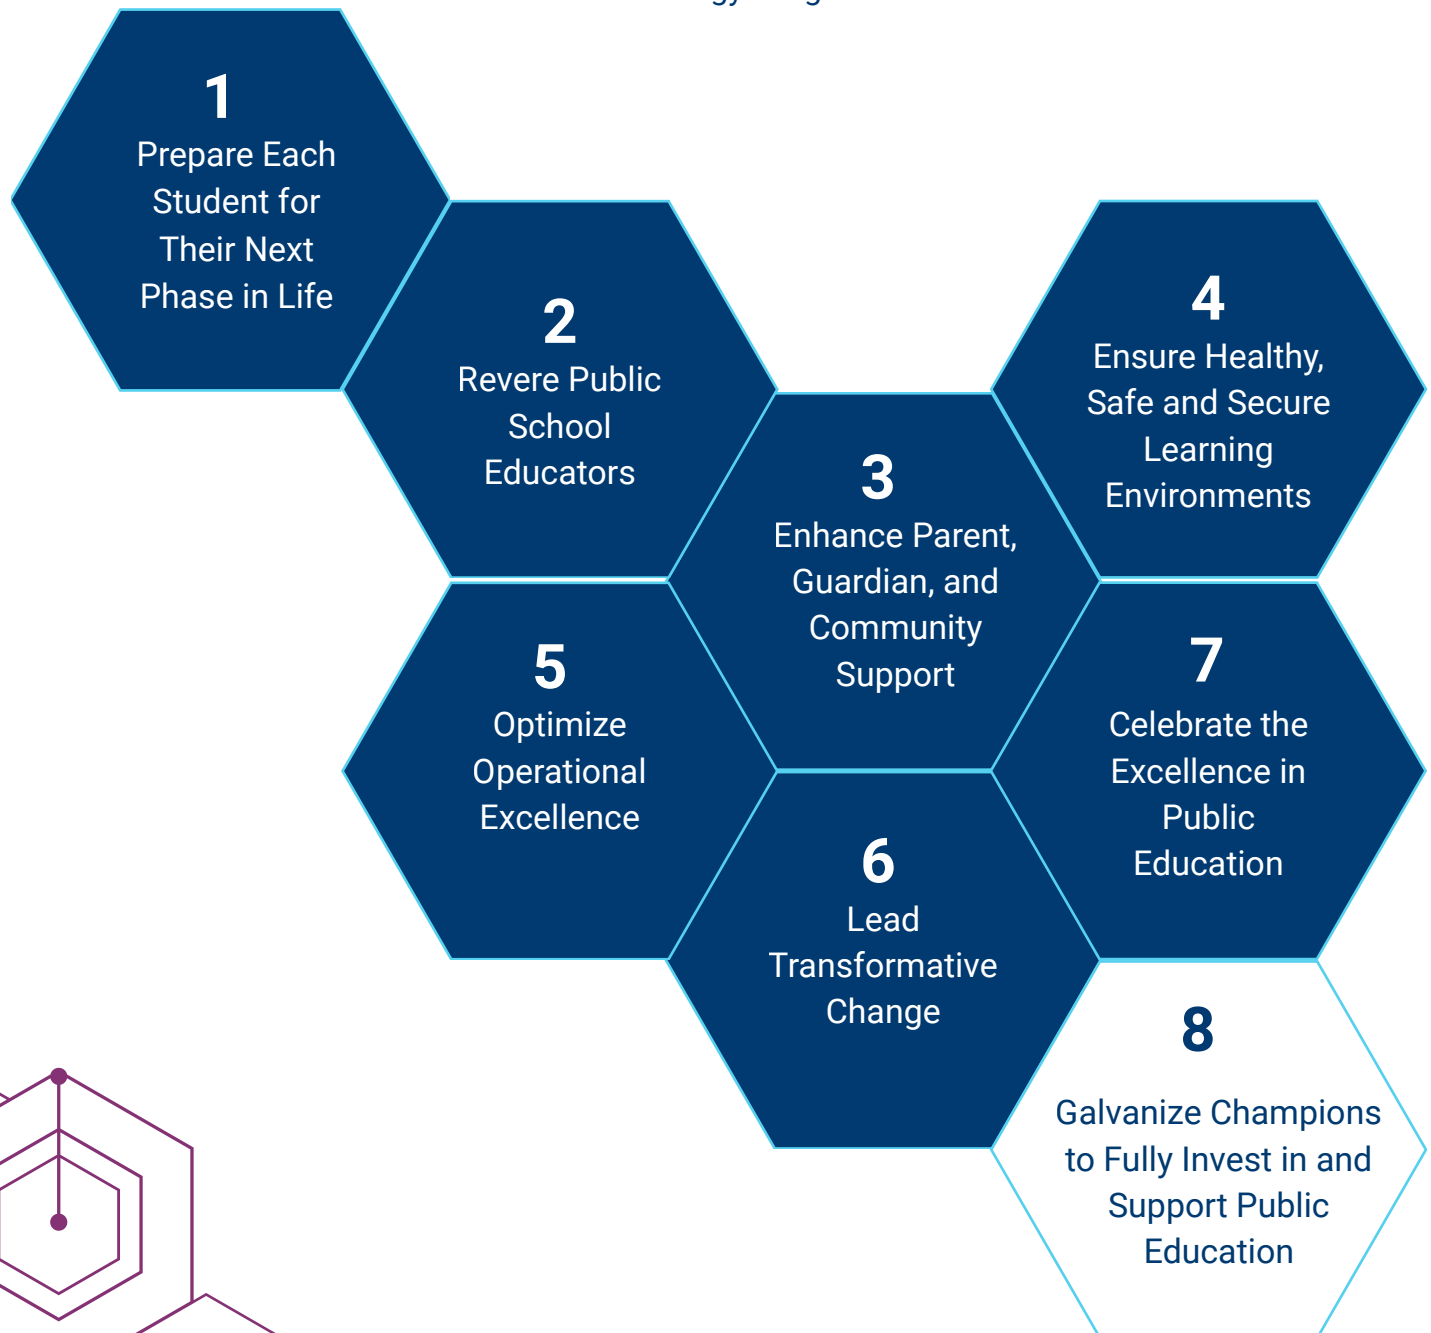 1
Prepare Each
Student for
Their Next
Phase in Life
2
Revere Public
School
Educators
3
Enhance Parent,
Guardian, and
Community
Support
4
Ensure Healthy,
Safe and Secure
Learning
Environments
5
Optimize
Operational
Excellence
6
Lead
Transformative
Change
7
Celebrate the
Excellence in
Public
Education
8
Galvanize Champions
to Fully Invest in and
Support Public
Education